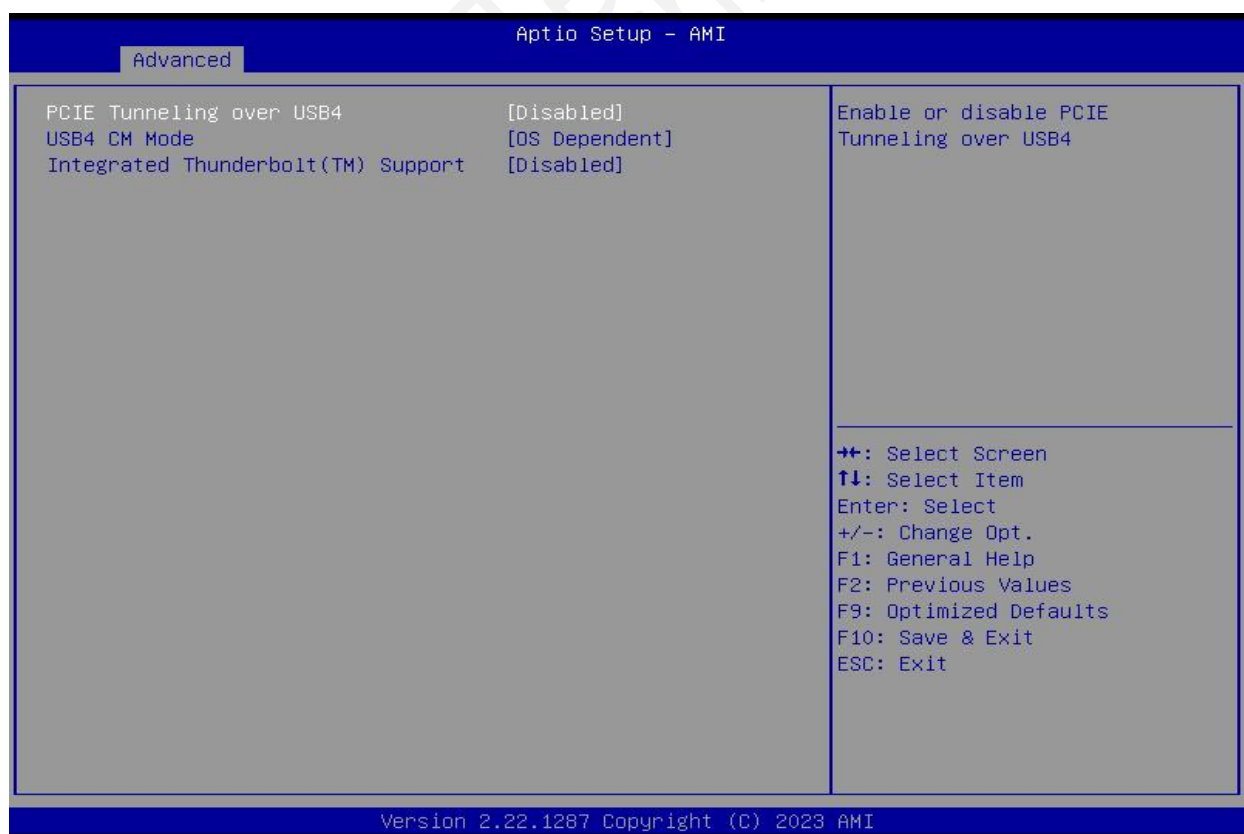 Aptio Setup – AMI
Advanced
PCIE Tunneling over USB4 [Disabled]
USB4 CM Mode [OS Dependent]
Integrated Thunderbolt(TM) Support [Disabled]
Enable or disable PCIE
Tunneling over USB4
→←: Select Screen
↑↓: Select Item
Enter: Select
+/-: Change Opt.
F1: General Help
F2: Previous Values
F9: Optimized Defaults
F10: Save & Exit
ESC: Exit
Version 2.22.1287 Copyright (C) 2023 AMI